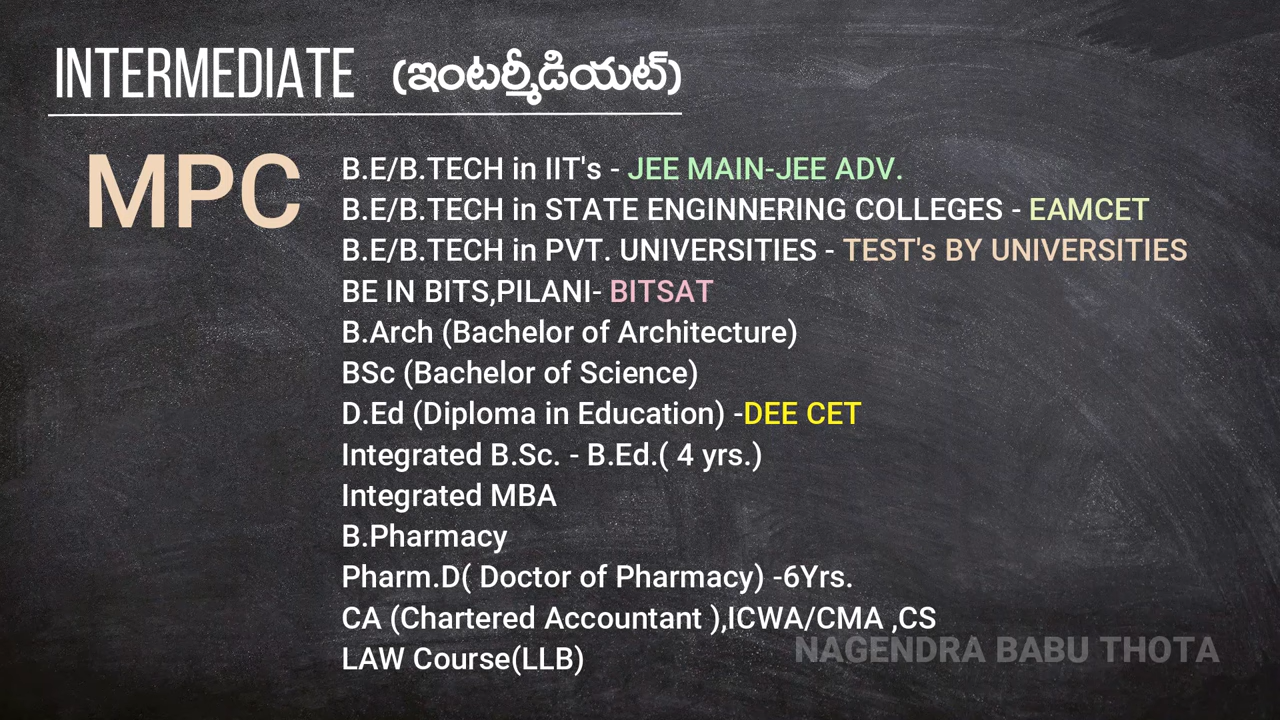 INTERMEDIATE (ఇంటర్మీడియట్)
MPC
B.E/B.TECH in IIT's - JEE MAIN-JEE ADV.
B.E/B.TECH in STATE ENGINNERING COLLEGES - EAMCET
B.E/B.TECH in PVT. UNIVERSITIES - TEST's BY UNIVERSITIES
BE IN BITS,PILANI- BITSAT
B.Arch (Bachelor of Architecture)
BSc (Bachelor of Science)
D.Ed (Diploma in Education) -DEE CET
Integrated B.Sc. - B.Ed.( 4 yrs.)
Integrated MBA
B.Pharmacy
Pharm.D( Doctor of Pharmacy) -6Yrs.
CA (Chartered Accountant ),ICWA/CMA ,CS
LAW Course(LLB)
NAGENDRA BABU THOTA